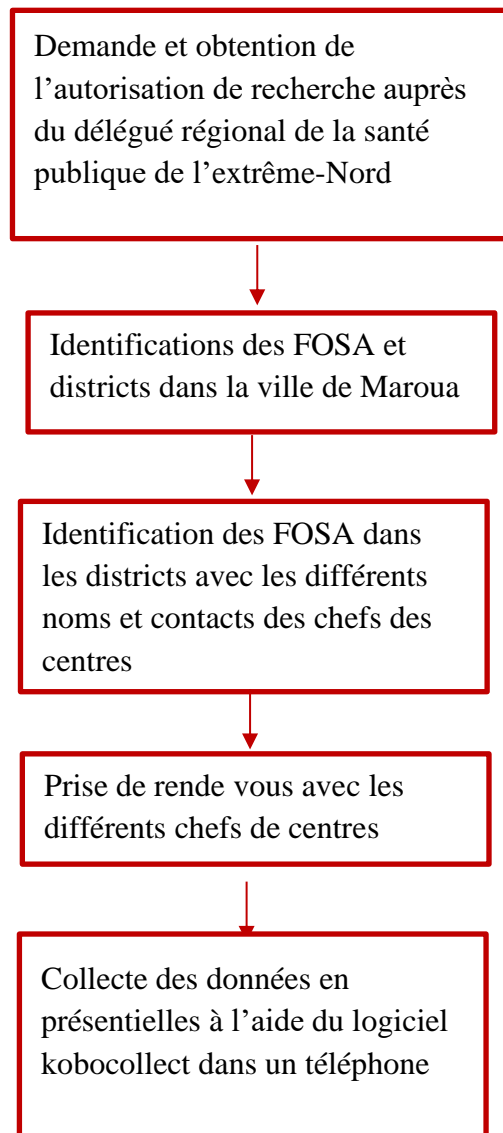 Demande et obtention de
l’autorisation de recherche auprès
du délégué régional de la santé
publique de l’extrême-Nord
Identifications des FOSA et
districts dans la ville de Maroua
Identification des FOSA dans
les districts avec les différents
noms et contacts des chefs des
centres
Prise de rende vous avec les
différents chefs de centres
Collecte des données en
présentielles à l’aide du logiciel
kobocollect dans un téléphone